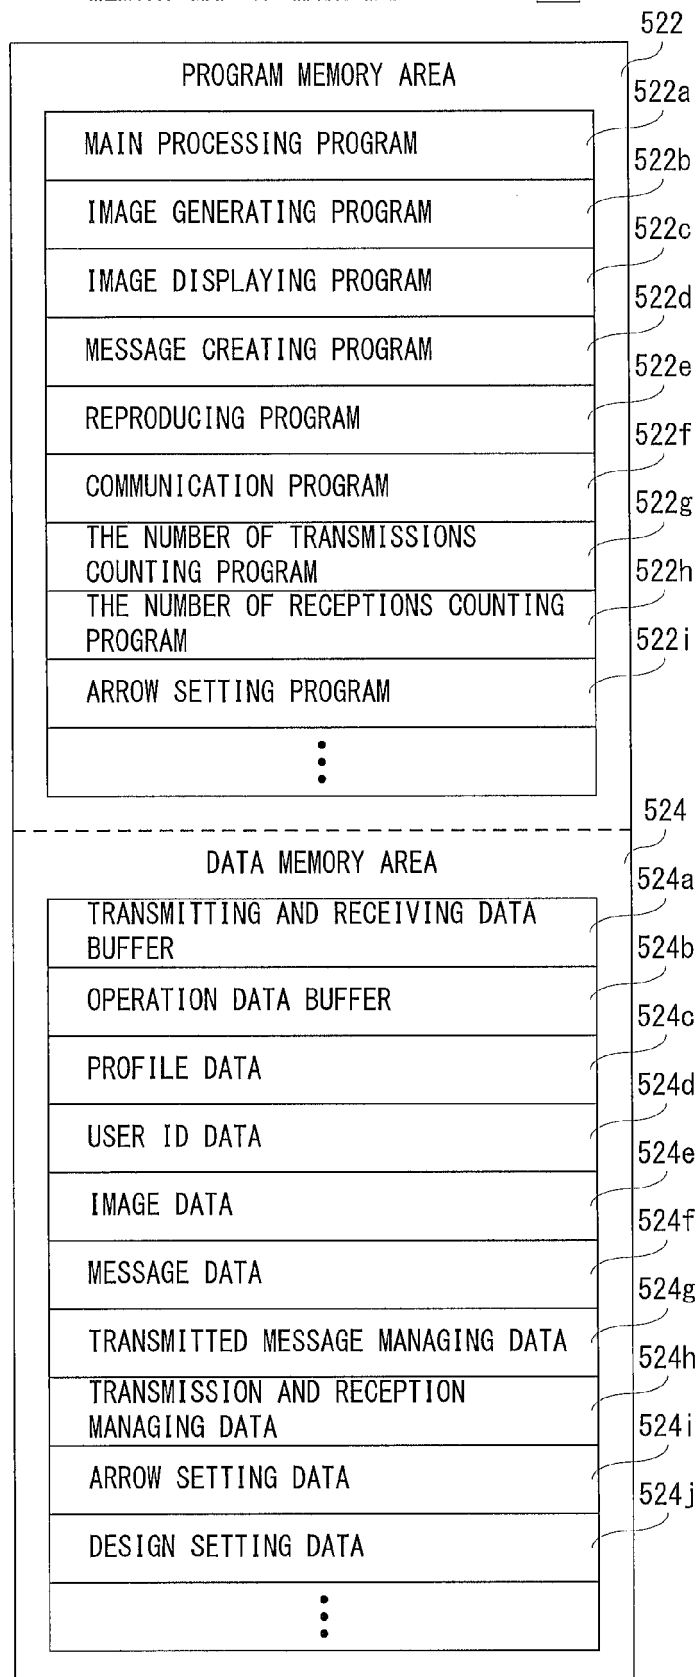 522
PROGRAM MEMORY AREA
522a
MAIN PROCESSING PROGRAM
522b
IMAGE GENERATING PROGRAM
522c
IMAGE DISPLAYING PROGRAM
522d
MESSAGE CREATING PROGRAM
522e
REPRODUCING PROGRAM
522f
COMMUNICATION PROGRAM
522g
THE NUMBER OF TRANSMISSIONS
COUNTING PROGRAM
522h
THE NUMBER OF RECEPTIONS COUNTING
PROGRAM
522i
ARROW SETTING PROGRAM
524
DATA MEMORY AREA
524a
TRANSMITTING AND RECEIVING DATA
BUFFER
524b
OPERATION DATA BUFFER
524c
PROFILE DATA
524d
USER ID DATA
524e
IMAGE DATA
524f
MESSAGE DATA
524g
TRANSMITTED MESSAGE MANAGING DATA
524h
TRANSMISSION AND RECEPTION
MANAGING DATA
524i
ARROW SETTING DATA
524j
DESIGN SETTING DATA